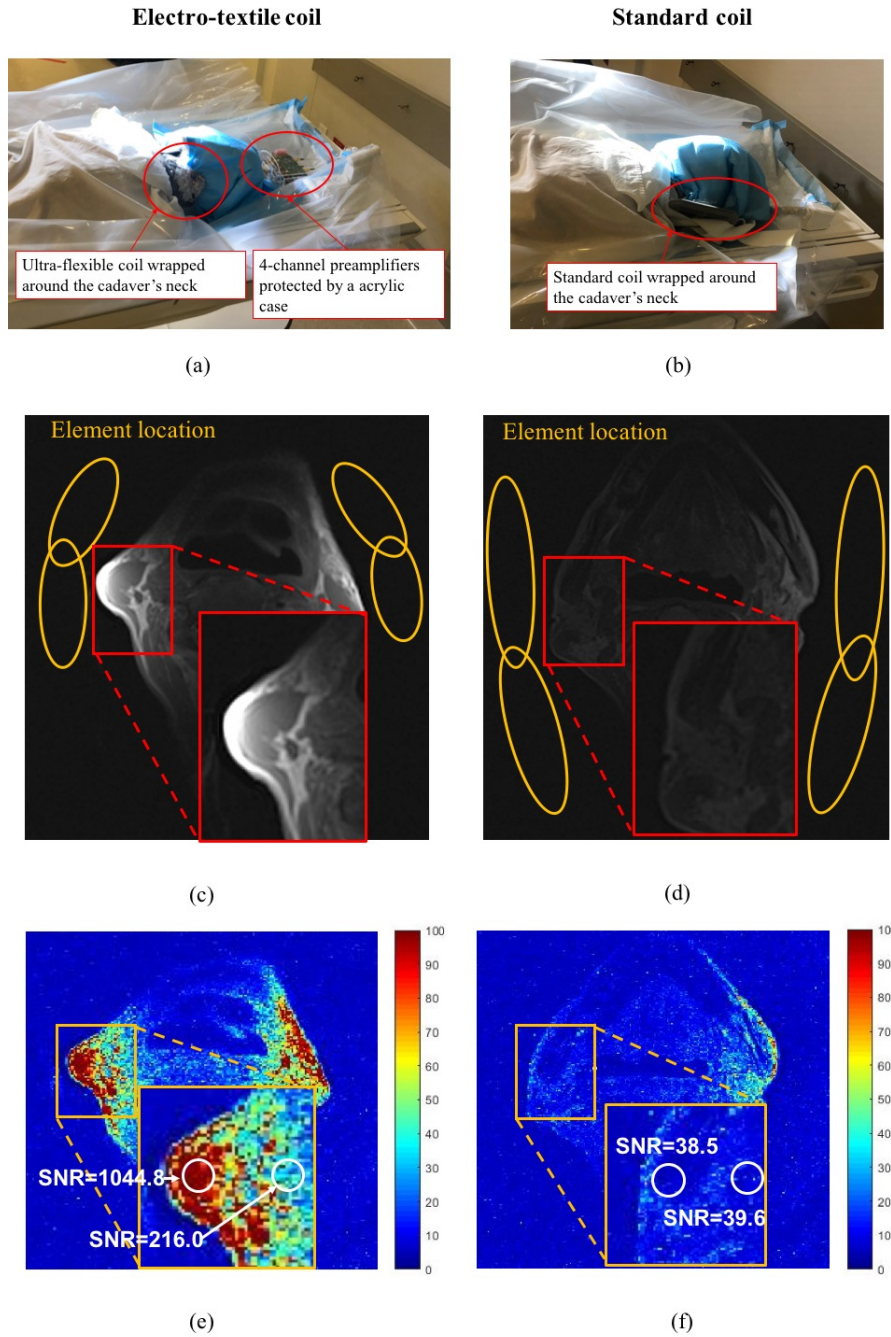 Electro-textile coil
Standard coil
Ultra-flexible coil wrapped
around the cadaver's neck
4-channel preamplifiers
protected by a acrylic
case
Standard coil wrapped around
the cadaver's neck
(a)
(b)
Element location
Element location
(c)
(d)
100
90
80
70
60
50
40
30
20
10
0
SNR=1044.8
SNR=216.0
10
90
80
70
60
50
40
30
20
10
0
SNR=38.5
SNR=39.6
(e)
(f)